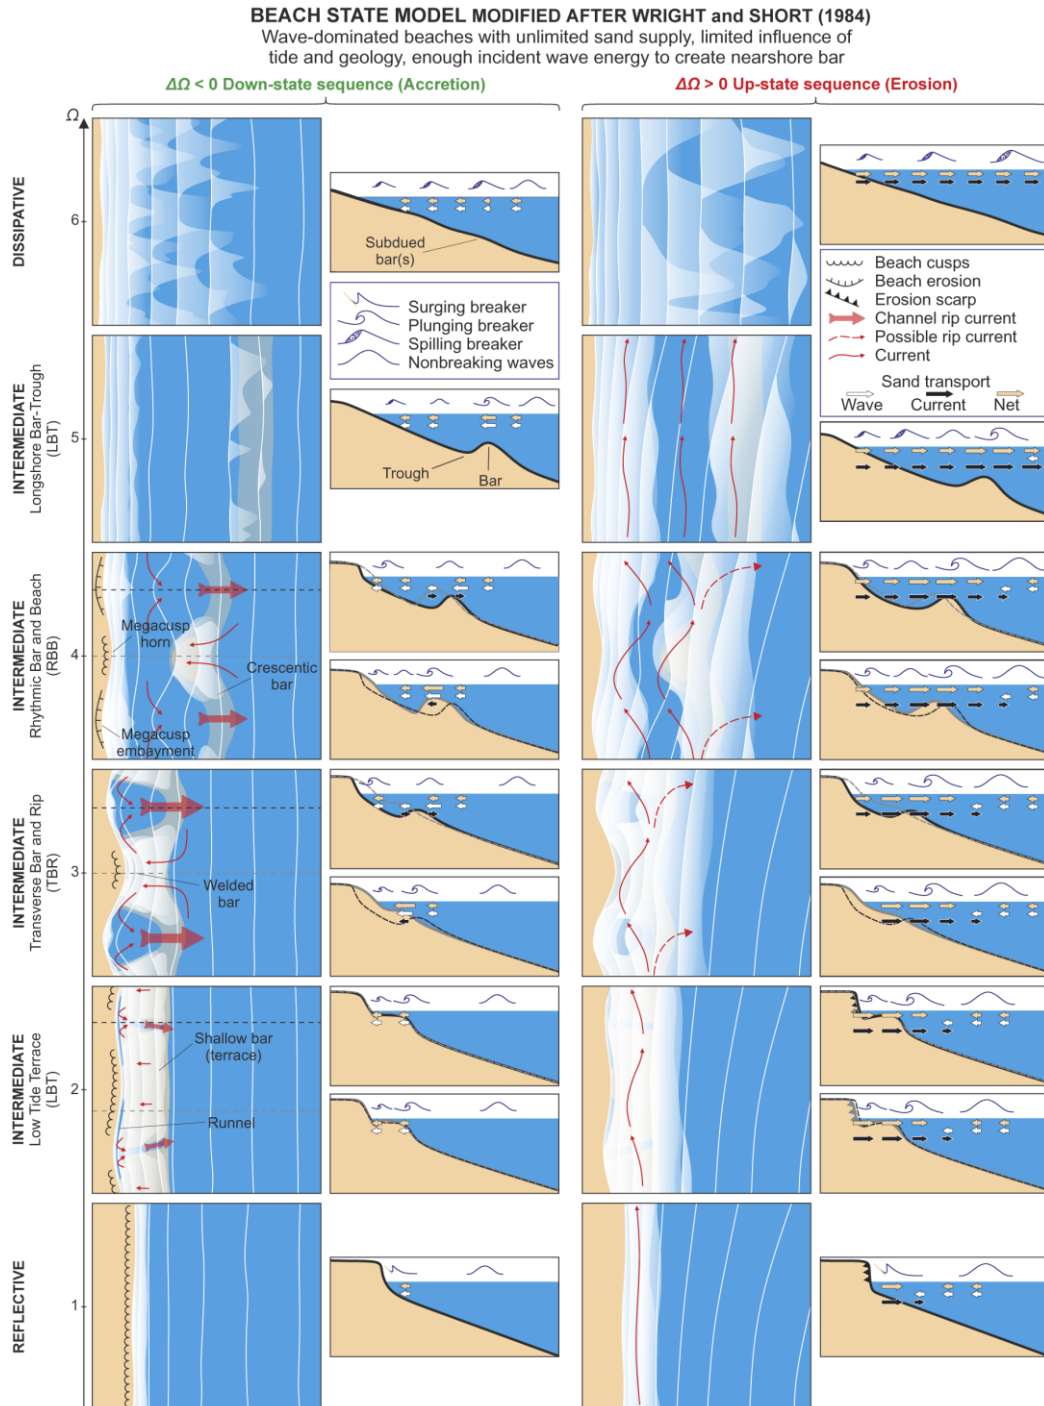 BEACH STATE MODEL MODIFIED AFTER WRIGHT and SHORT (1984)
Wave-dominated beaches with unlimited sand supply, limited influence of
tide and geology, enough incident wave energy to create nearshore bar
ΔΩ < 0 Down-state sequence (Accretion)
ΔΩ > 0 Up-state sequence (Erosion)
Ω
DISSIPATIVE
6
Subdued
bar(s)
Surging breaker
Plunging breaker
Spilling breaker
Nonbreaking waves
Beach cusps
Beach erosion
Erosion scarp
Channel rip current
Possible rip current
Current
Sand transport
Wave Current Net
INTERMEDIATE
Longshore Bar-Trough
(LBT)
5
Trough
Bar
INTERMEDIATE
Rhythmic Bar and Beach
(RBB)
4
Megacusp
horn
Crescentic
bar
Megacusp
embayment
INTERMEDIATE
Transverse Bar and Rip
(TBR)
3
Welded
bar
INTERMEDIATE
Low Tide Terrace
(LBT)
2
Shallow bar
(terrace)
Runnel
REFLECTIVE
1